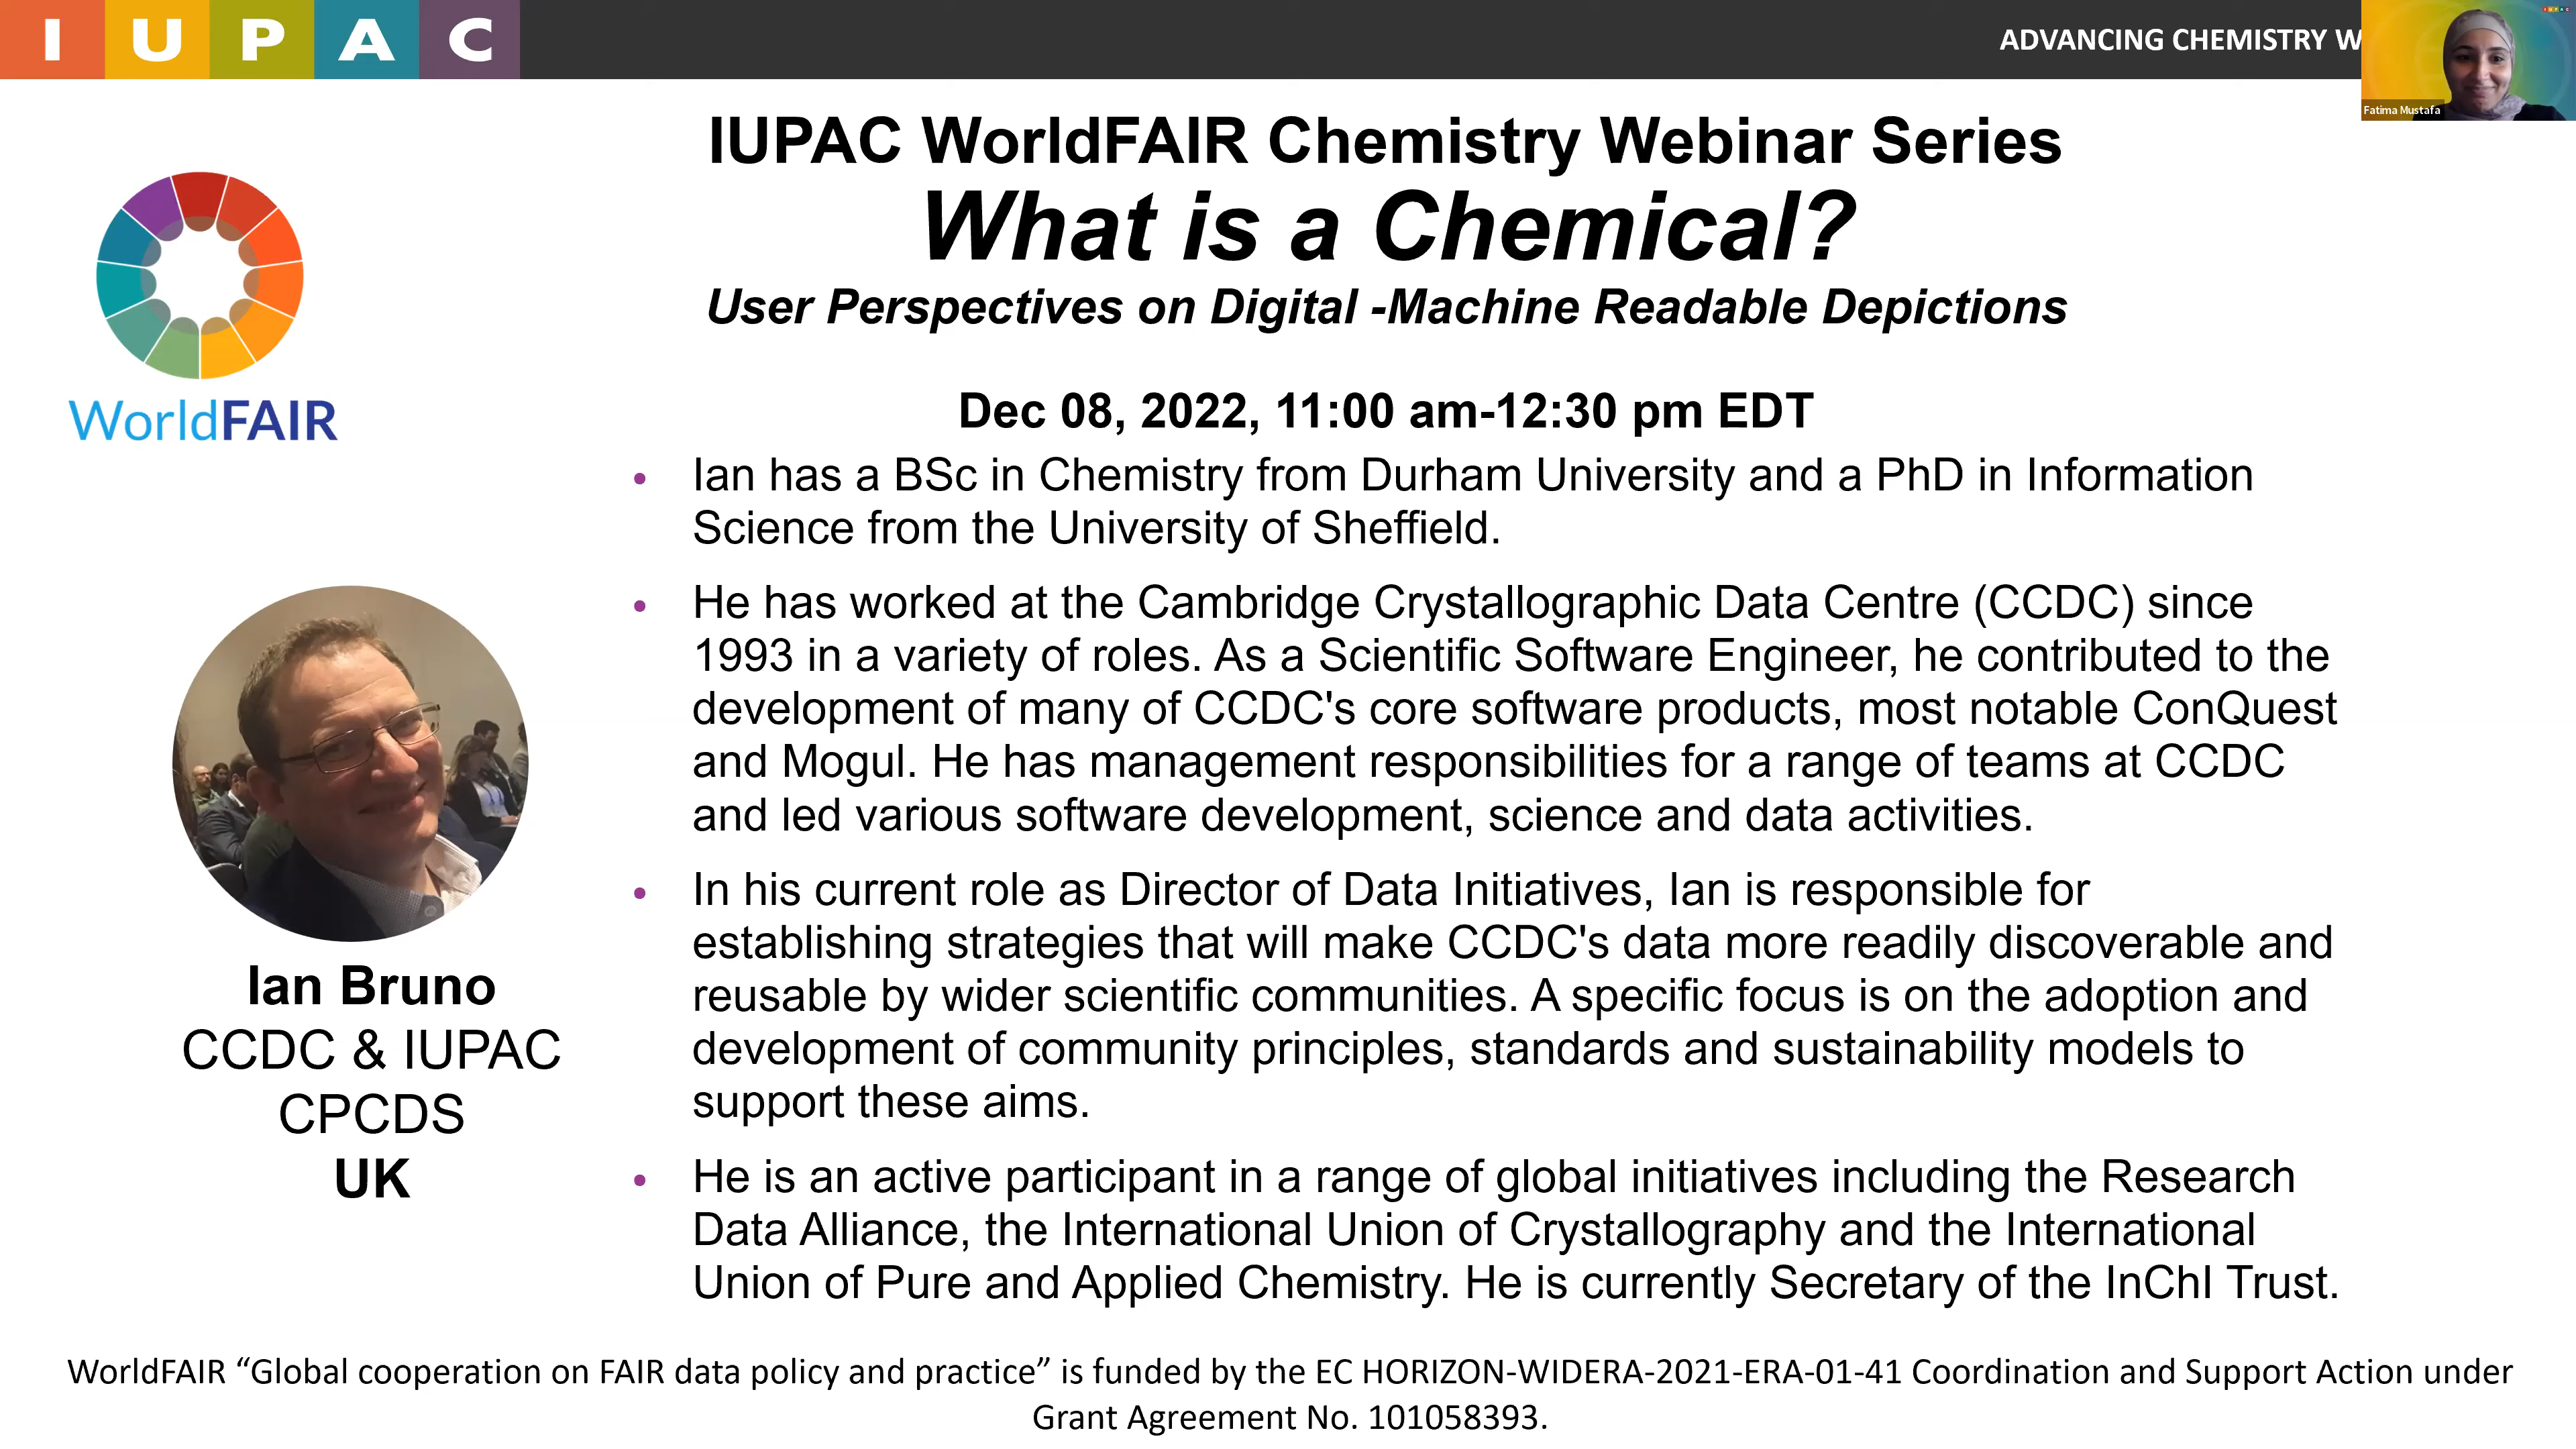 IUPAC
ADVANCING CHEMISTRY W
Fatima Mustafa
IUPAC WorldFAIR Chemistry Webinar Series
What is a Chemical?
User Perspectives on Digital -Machine Readable Depictions
WorldFAIR
Dec 08, 2022, 11:00 am-12:30 pm EDT
• Ian has a BSc in Chemistry from Durham University and a PhD in Information
Science from the University of Sheffield.
• He has worked at the Cambridge Crystallographic Data Centre (CCDC) since
1993 in a variety of roles. As a Scientific Software Engineer, he contributed to the
development of many of CCDC's core software products, most notable ConQuest
and Mogul. He has management responsibilities for a range of teams at CCDC
and led various software development, science and data activities.
• In his current role as Director of Data Initiatives, Ian is responsible for
establishing strategies that will make CCDC's data more readily discoverable and
reusable by wider scientific communities. A specific focus is on the adoption and
development of community principles, standards and sustainability models to
support these aims.
• He is an active participant in a range of global initiatives including the Research
Data Alliance, the International Union of Crystallography and the International
Union of Pure and Applied Chemistry. He is currently Secretary of the InChI Trust.
Ian Bruno
CCDC & IUPAC
CPCDS
UK
WorldFAIR “Global cooperation on FAIR data policy and practice” is funded by the EC HORIZON-WIDERA-2021-ERA-01-41 Coordination and Support Action under
Grant Agreement No. 101058393.